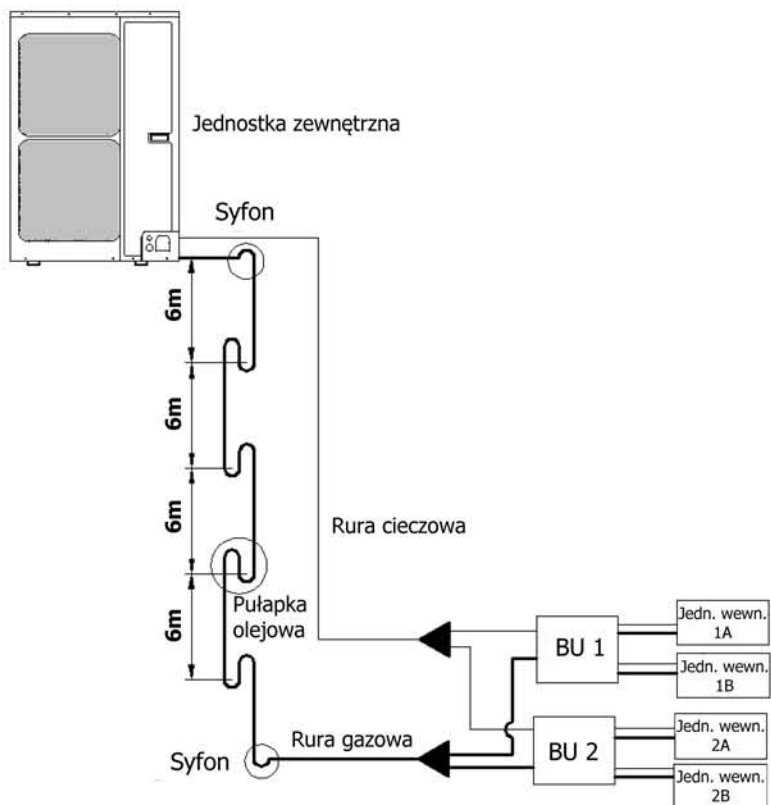 Jednostka zewnętrzna
Syfon
6m
6m
6m
6m
Rura cieczowa
Pułapka
olejowa
Syfon
Rura gazowa
BU 1
BU 2
Jedn. wewn.
1A
Jedn. wewn.
1B
Jedn. wewn.
2A
Jedn. wewn.
2B